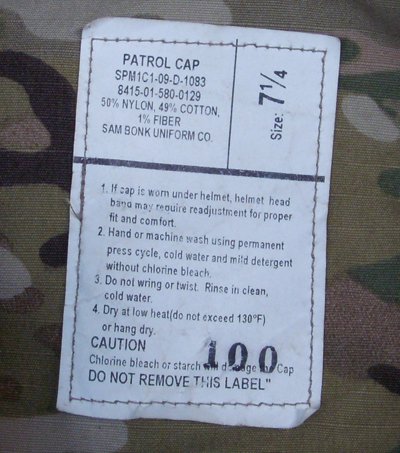 PATROL CAP
SPM1C1-09-D-1083
8415-01-580-0129
50% NYLON, 49% COTTON,
1% FIBER
SAM BONK UNIFORM CO.
Size: 7 1/4
1. If cap is worn under helmet, helmet head
band may require readjustment for proper
fit and comfort.
2. Hand or machine wash using permanent
press cycle, cold water and mild detergent
without chlorine bleach.
3. Do not wring or twist. Rinse in clean,
cold water.
4. Dry at low heat(do not exceed 130°F)
or hang dry.
CAUTION
100
Chlorine bleach or starch will damage the Cap
DO NOT REMOVE THIS LABEL"